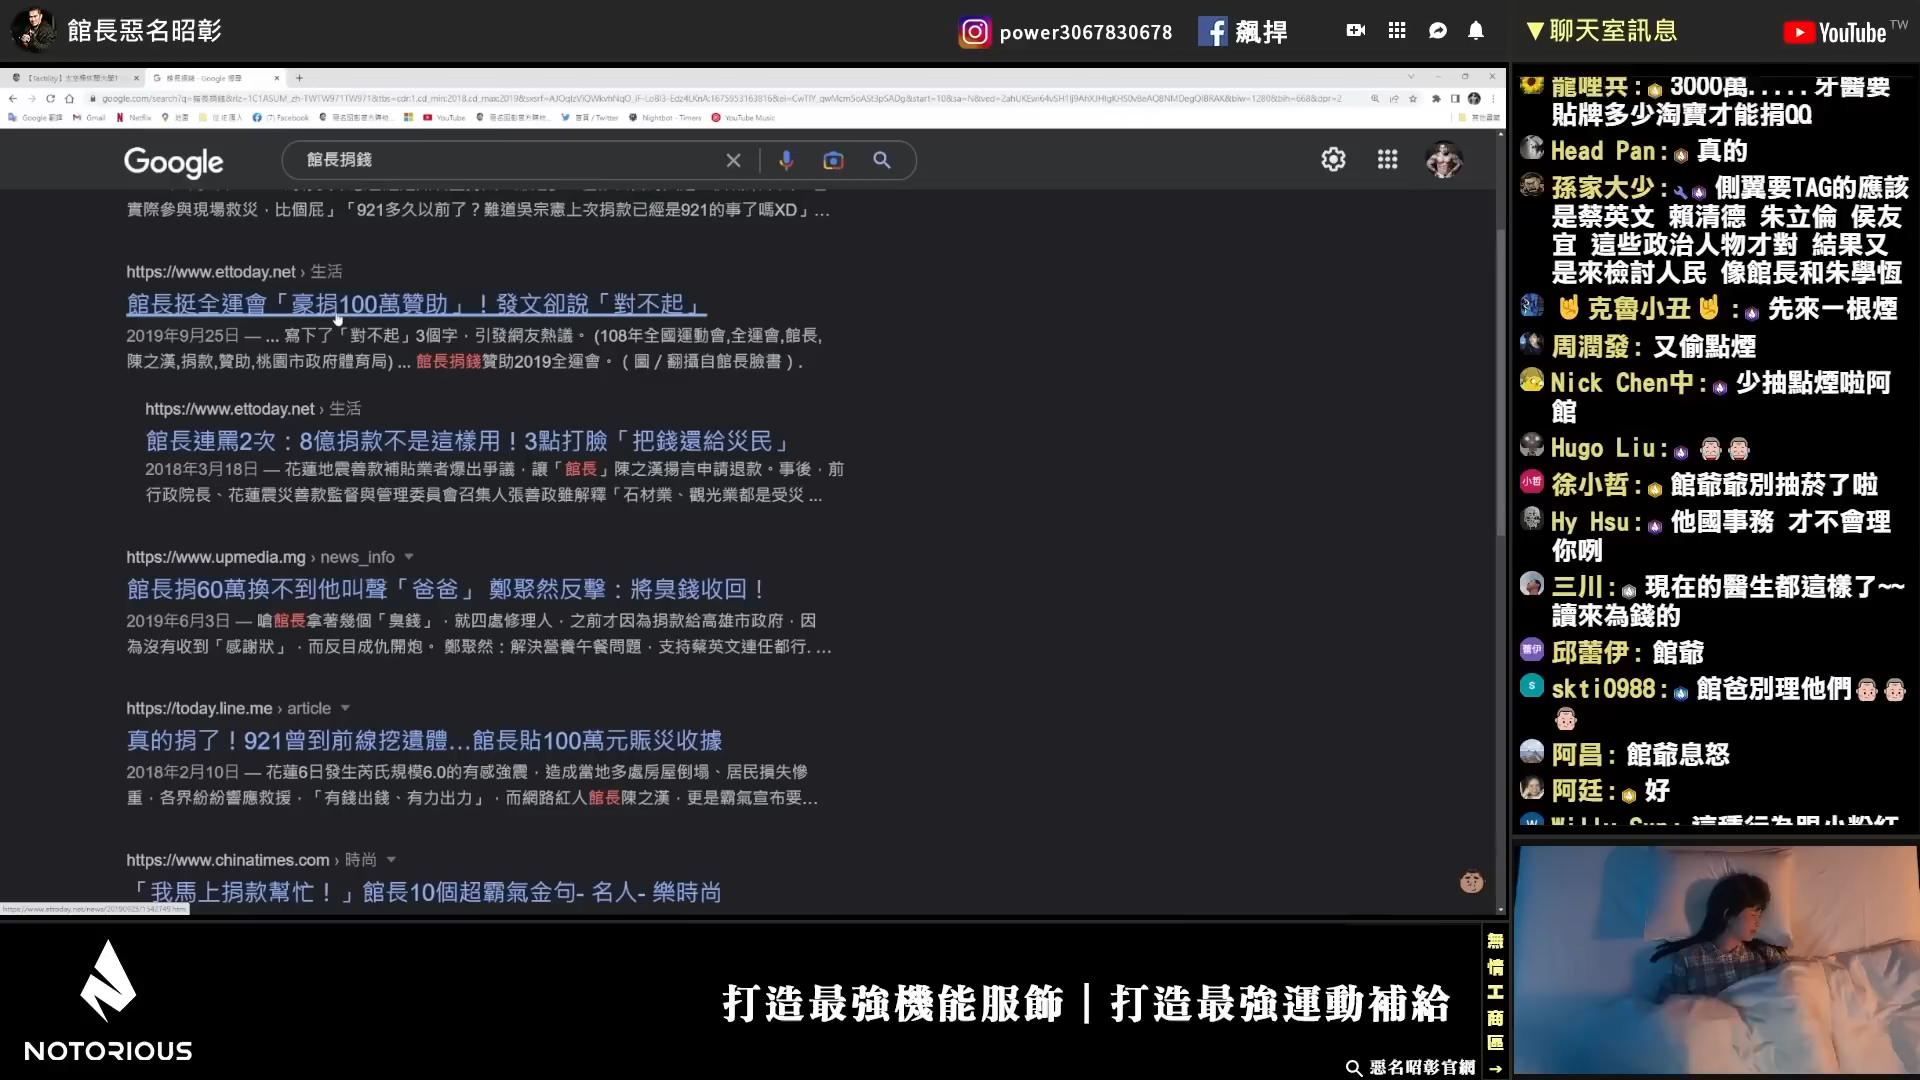 館長惡名昭彰
power3067830678
飆捍
▼聊天室訊息
YouTube TW
館長捐錢 - Google 搜尋
Gmail
Netflix
地圖
(7) Facebook
YouTube
首頁 / Twitter
Nightbot - Timers
YouTube Music
Google
館長捐錢
實際參與現場救災，比個屁」「921多久以前了？難道吳宗憲上次捐款已經是921的事了嗎XD」...
https://www.ettoday.net › 生活
館長挺全運會「豪捐100萬贊助」！發文卻說「對不起」
2019年9月25日 — ... 寫下了「對不起」3個字，引發網友熱議。 (108年全國運動會,全運會,館長,
陳之漢,捐款,贊助,桃園市政府體育局) ... 館長捐錢贊助2019全運會。（圖／翻攝自館長臉書）.
https://www.ettoday.net › 生活
館長連罵2次：8億捐款不是這樣用！3點打臉「把錢還給災民」
2018年3月18日 — 花蓮地震善款補貼業者爆出爭議，讓「館長」陳之漢揚言申請退款。事後，前
行政院長、花蓮震災善款監督與管理委員會召集人張善政雖解釋「石材業、觀光業都是受災 ...
https://www.upmedia.mg › news_info
館長捐60萬換不到他叫聲「爸爸」 鄭聚然反擊：將臭錢收回！
2019年6月3日 — 嗆館長拿著幾個「臭錢」，就四處修理人，之前才因為捐款給高雄市政府，因
為沒有收到「感謝狀」，而反目成仇開炮。 鄭聚然：解決營養午餐問題，支持蔡英文連任都行. ...
https://today.line.me › article
真的捐了！921曾到前線挖遺體...館長貼100萬元賑災收據
2018年2月10日 — 花蓮6日發生芮氏規模6.0的有感強震，造成當地多處房屋倒塌、居民損失慘
重，各界紛紛響應救援，「有錢出錢、有力出力」，而網路紅人館長陳之漢，更是霸氣宣布要...
https://www.chinatimes.com › 時尚
「我馬上捐款幫忙！」館長10個超霸氣金句- 名人- 樂時尚
龍哩共: 3000萬.....牙醫要
貼牌多少淘寶才能捐QQ
Head Pan: 真的
孫家大少: 側翼要TAG的應該
是蔡英文 賴清德 朱立倫 侯友
宜 這些政治人物才對 結果又
是來檢討人民 像館長和朱學恆
克魯小丑: 先來一根煙
周潤發: 又偷點煙
Nick Chen中: 少抽點煙啦阿
館
Hugo Liu:
小哲
徐小哲: 館爺爺別抽菸了啦
Hy Hsu: 他國事務 才不會理
你咧
三川: 現在的醫生都這樣了~~
讀來為錢的
蕾伊
邱蕾伊: 館爺
S
skti0988: 館爸別理他們
阿昌: 館爺息怒
阿廷: 好
NOTORIOUS
打造最強機能服飾｜打造最強運動補給
惡名昭彰官網
無情工商區→